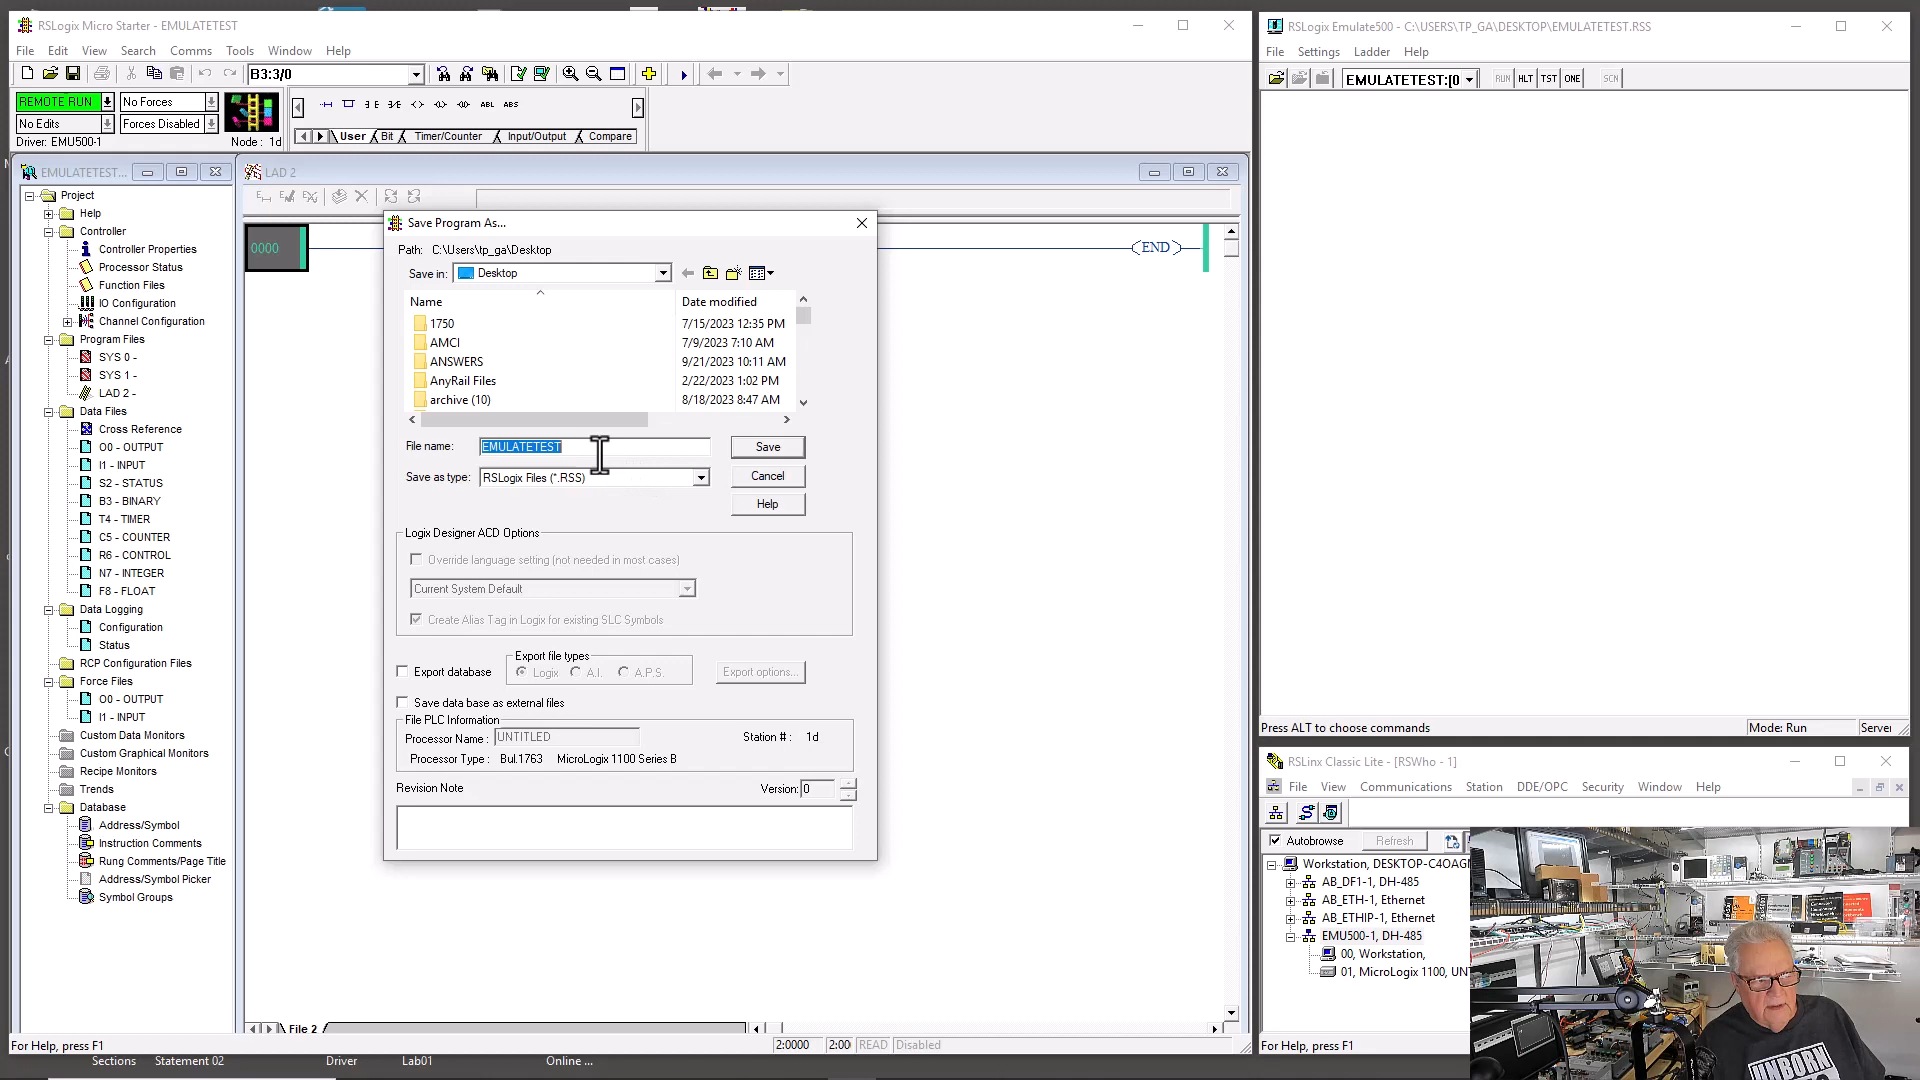 RSLogix Micro Starter - EMULATETEST
File Edit View Search Comms Tools Window Help
B3:3/0
REMOTE RUN
No Forces
No Edits
Forces Disabled
Driver: EMU500-1
Node : 1d
ABL ABS
User Bit Timer/Counter Input/Output Compare
EMULATETEST...
Project
Help
Controller
Controller Properties
Processor Status
Function Files
IO Configuration
Channel Configuration
Program Files
SYS 0 -
SYS 1 -
LAD 2 -
Data Files
Cross Reference
O0 - OUTPUT
I1 - INPUT
S2 - STATUS
B3 - BINARY
T4 - TIMER
C5 - COUNTER
R6 - CONTROL
N7 - INTEGER
F8 - FLOAT
Data Logging
Configuration
Status
RCP Configuration Files
Force Files
O0 - OUTPUT
I1 - INPUT
Custom Data Monitors
Custom Graphical Monitors
Recipe Monitors
Trends
Database
Address/Symbol
Instruction Comments
Rung Comments/Page Title
Address/Symbol Picker
Symbol Groups
LAD 2
0000
END
Save Program As...
Path: C:\Users\tp_ga\Desktop
Save in: Desktop
Name Date modified
1750 7/15/2023 12:35 PM
AMCI 7/9/2023 7:10 AM
ANSWERS 9/21/2023 10:11 AM
AnyRail Files 2/22/2023 1:02 PM
archive (10) 8/18/2023 8:47 AM
File name: EMULATETEST
Save
Save as type: RSLogix Files (*.RSS)
Cancel
Help
Logix Designer ACD Options
Override language setting (not needed in most cases)
Current System Default
Create Alias Tag in Logix for existing SLC Symbols
Export database
Export file types
Logix A.I. A.P.S.
Export options...
Save data base as external files
File PLC Information
Processor Name : UNTITLED
Station # : 1d
Processor Type : Bul.1763 MicroLogix 1100 Series B
Revision Note
Version: 0
File 2
For Help, press F1
2:0000 2:00 READ Disabled
Sections Statement 02 Driver Lab01 Online ...
RSLogix Emulate500 - C:\USERS\TP_GA\DESKTOP\EMULATETEST.RSS
File Settings Ladder Help
EMULATETEST:[0
RUN HLT TST ONE SCN
Press ALT to choose commands
Mode: Run
Server
RSLinx Classic Lite - [RSWho - 1]
File View Communications Station DDE/OPC Security Window Help
Autobrowse
Refresh
Workstation, DESKTOP-C4OAGN
AB_DF1-1, DH-485
AB_ETH-1, Ethernet
AB_ETHIP-1, Ethernet
EMU500-1, DH-485
00, Workstation,
01, MicroLogix 1100, UNT
For Help, press F1
UNBORN